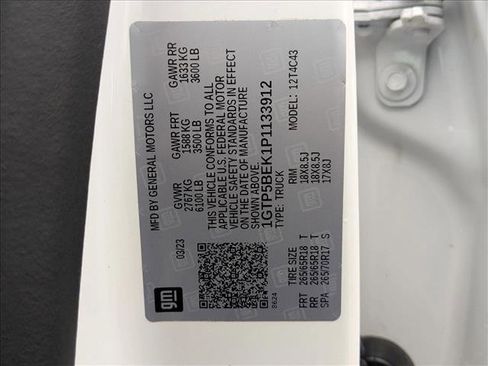 gm
MFD BY GENERAL MOTORS LLC
03/23 GVWR GAWR FRT GAWR RR
2767 KG 1588 KG 1633 KG
6100 LB 3500 LB 3600 LB
THIS VEHICLE CONFORMS TO ALL
APPLICABLE U.S. FEDERAL MOTOR
VEHICLE SAFETY STANDARDS IN EFFECT
ON THE DATE OF MANUFACTURE
SHOWN ABOVE.
1GTP5BEK1P1133912
8624 TYPE: TRUCK 12T4C43
TIRE SIZE RIM
FRT 265/65R18 T 18X8.5J
RR 265/65R18 T 18X8.5J
SPA 265/70R17 S 17X8J